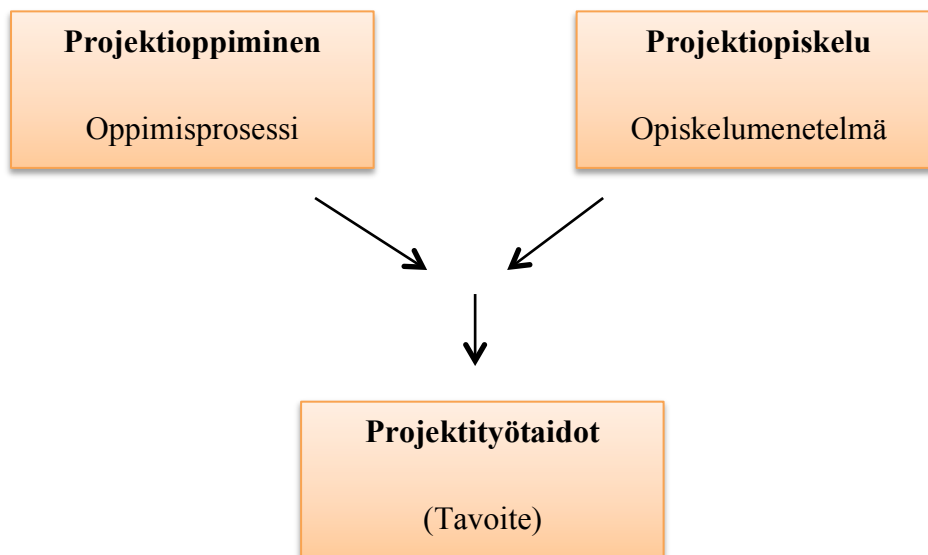 Projektioppiminen
Oppimisprosessi
Projektiopiskelu
Opiskelumenetelmä
Projektityötaidot
(Tavoite)